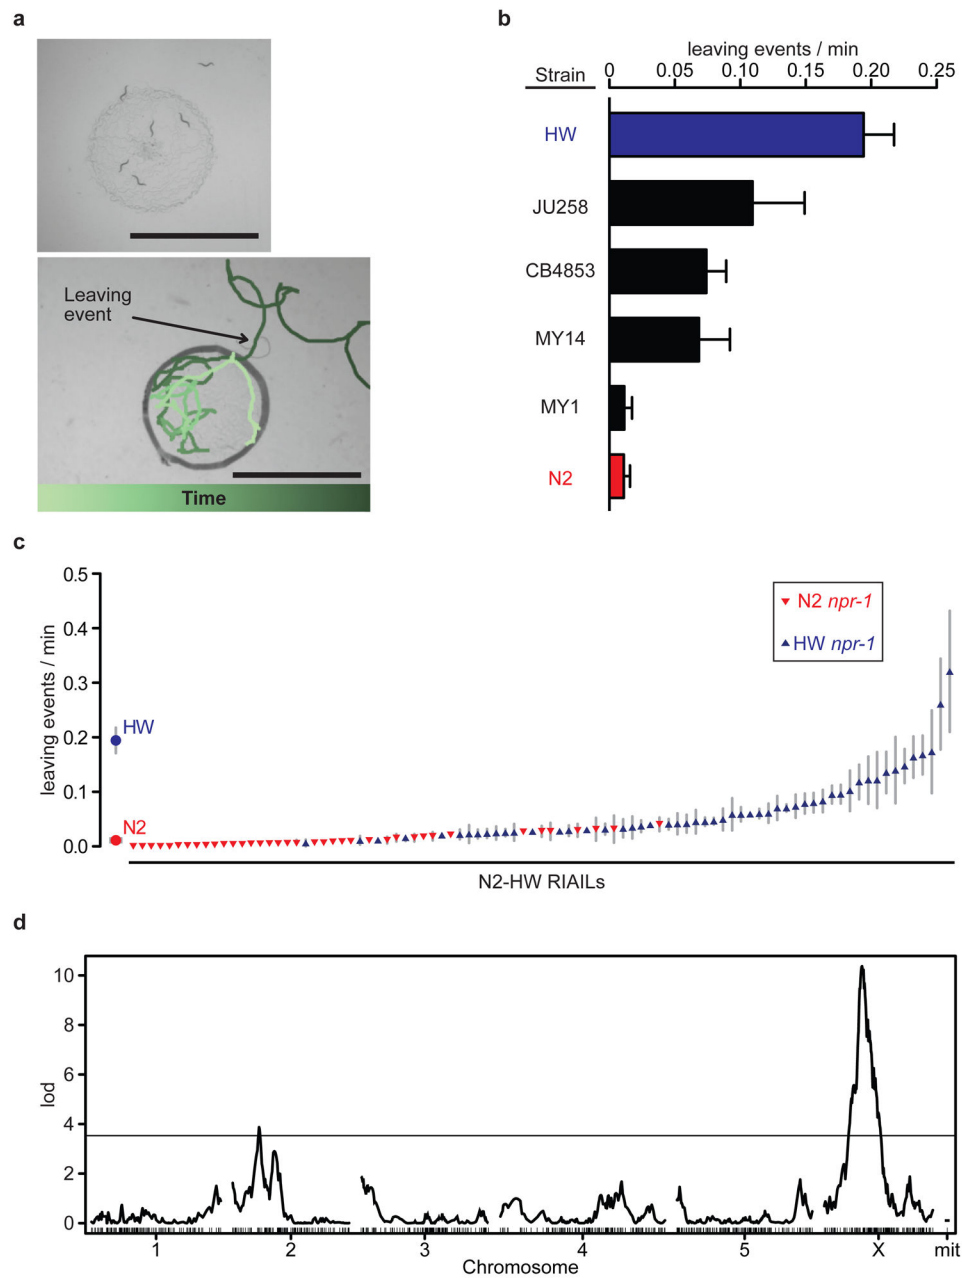 a
Leaving
event
Time
b
leaving events / min
Strain
0 0.05 0.10 0.15 0.20 0.25
HW
JU258
CB4853
MY14
MY1
N2
c
leaving events / min
0.5
0.4
0.3
0.2
0.1
0.0
HW
N2
N2 npr-1
HW npr-1
N2-HW RIAILs
d
lod
10
8
6
4
2
0
1 2 3 4 5 X mit
Chromosome